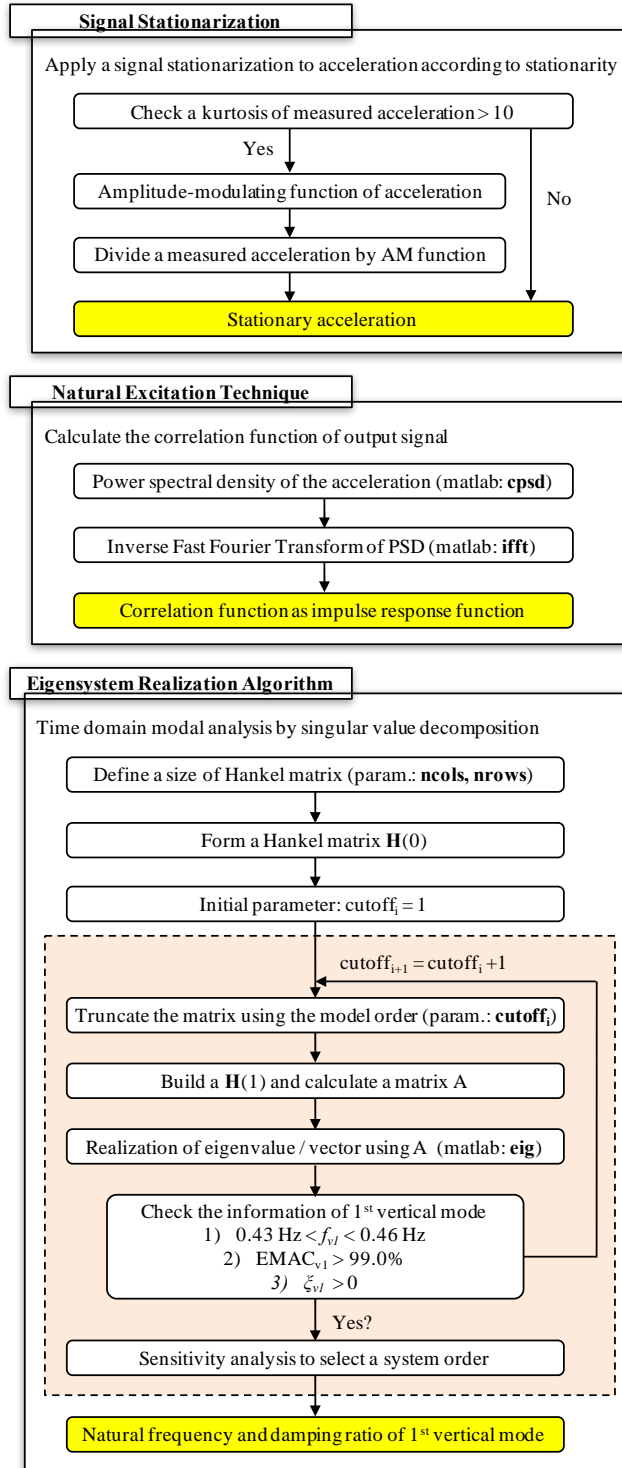 Signal Stationarization
Apply a signal stationarization to acceleration according to stationarity
Check a kurtosis of measured acceleration > 10
Yes
No
Amplitude-modulating function of acceleration
Divide a measured acceleration by AM function
Stationary acceleration
Natural Excitation Technique
Calculate the correlation function of output signal
Power spectral density of the acceleration (matlab: cpsd)
Inverse Fast Fourier Transform of PSD (matlab: ifft)
Correlation function as impulse response function
Eigensystem Realization Algorithm
Time domain modal analysis by singular value decomposition
Define a size of Hankel matrix (param.: ncols, nrows)
Form a Hankel matrix H(0)
Initial parameter: cutoffᵢ = 1
cutoffᵢ₊₁ = cutoffᵢ +1
Truncate the matrix using the model order (param.: cutoffᵢ)
Build a H(1) and calculate a matrix A
Realization of eigenvalue / vector using A (matlab: eig)
Check the information of 1ˢᵗ vertical mode
1) 0.43 Hz < fᵥ₁ < 0.46 Hz
2) EMACᵥ₁ > 99.0%
3) ξᵥ₁ > 0
Yes?
Sensitivity analysis to select a system order
Natural frequency and damping ratio of 1ˢᵗ vertical mode